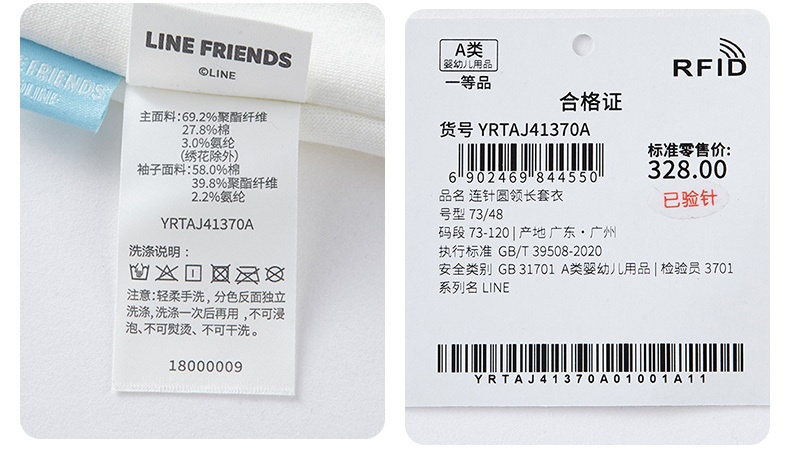 LINE FRIENDS
©LINE
FRIENDS
LINE
主面料:69.2%聚酯纤维
27.8%棉
3.0%氨纶
(绣花除外)
袖子面料:58.0%棉
39.8%聚酯纤维
2.2%氨纶
YRTAJ41370A
洗涤说明:
注意:轻柔手洗,分色反面独立
洗涤,洗涤一次后再用,不可浸
泡、不可熨烫、不可干洗。
18000009
A类
婴幼儿用品
一等品
RFID
合格证
货号 YRTAJ41370A
6 902469 844550
标准零售价:
328.00
已验针
品名 连针圆领长套衣
号型 73/48
码段 73-120 | 产地 广东·广州
执行标准 GB/T 39508-2020
安全类别 GB 31701 A类婴幼儿用品 | 检验员 3701
系列名 LINE
YRTAJ41370A01001A11